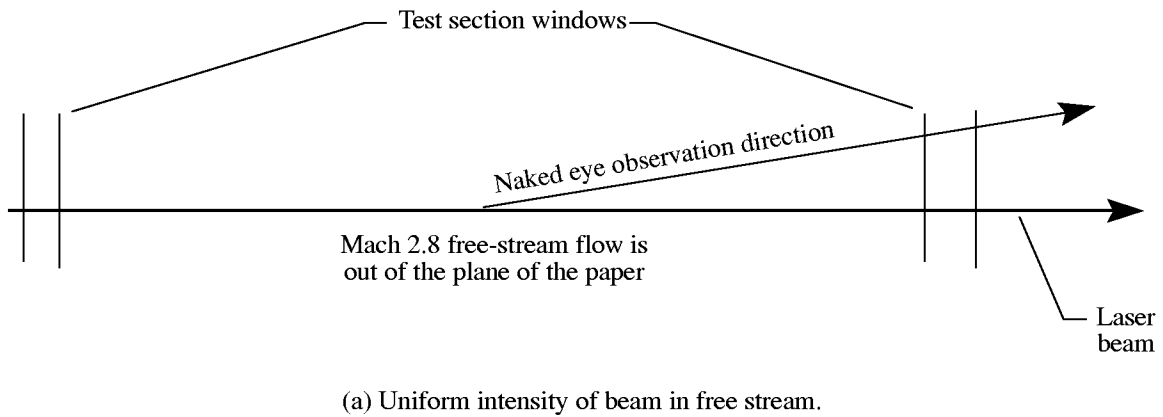 Test section windows
Naked eye observation direction
Mach 2.8 free-stream flow is
out of the plane of the paper
Laser
beam
(a) Uniform intensity of beam in free stream.